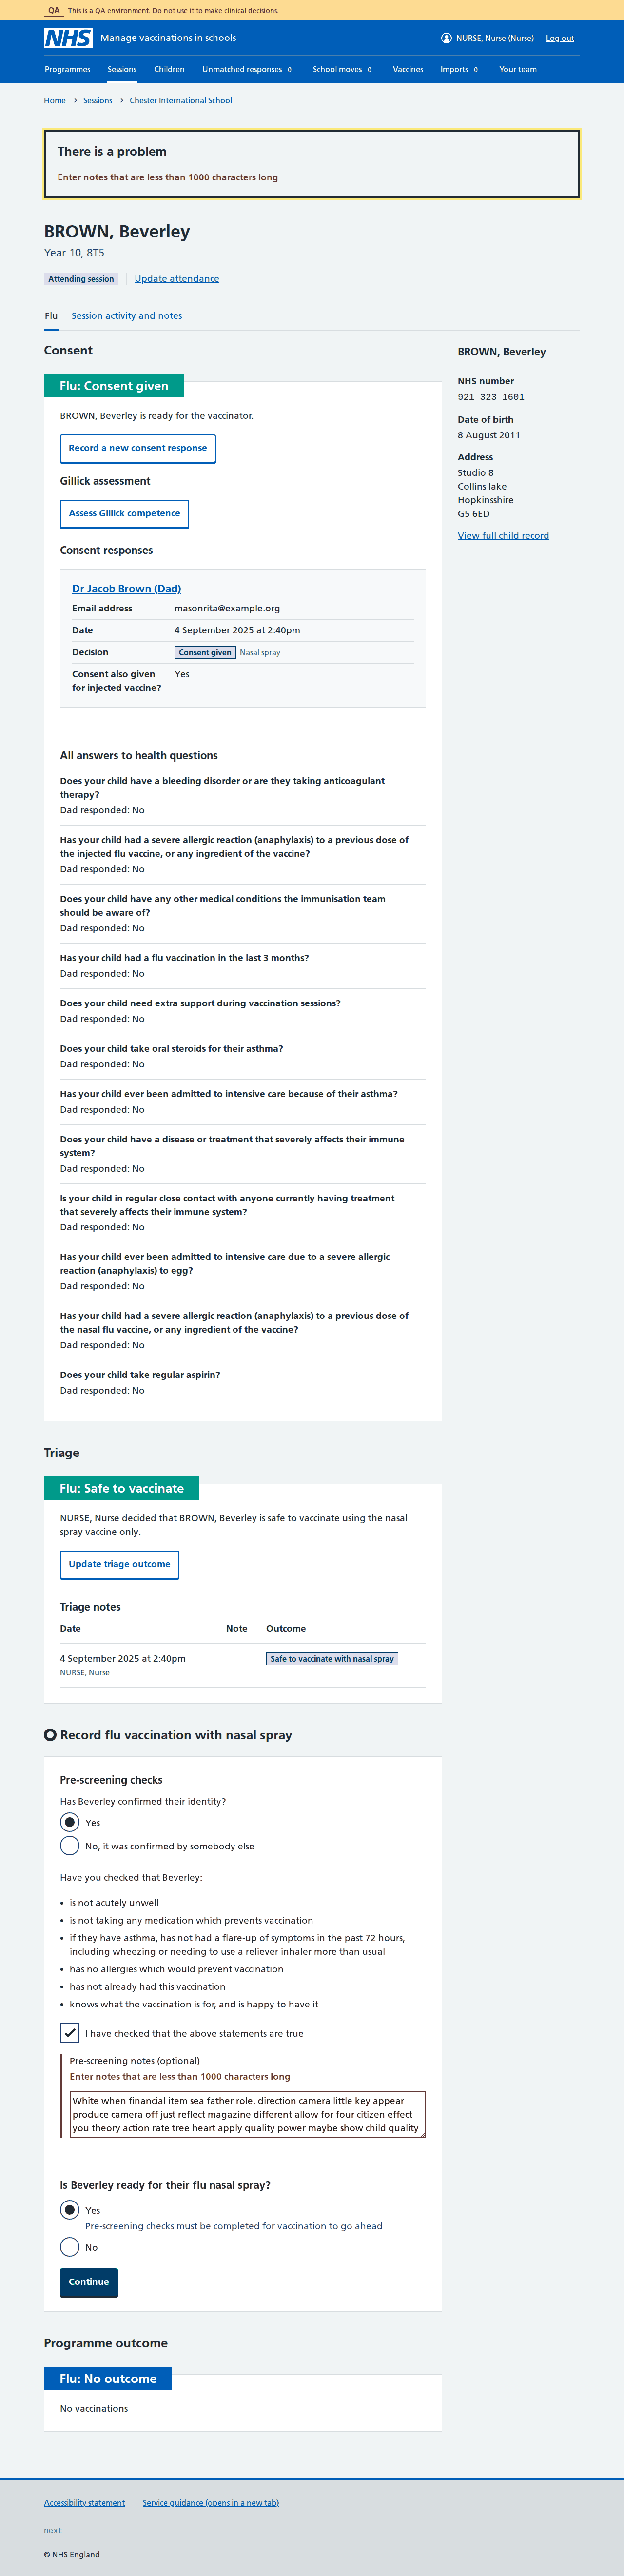 QA This is a QA environment. Do not use it to make clinical decisions.
NHS Manage vaccinations in schools NURSE, Nurse (Nurse) Log out
Programmes Sessions Children Unmatched responses 0 School moves 0 Vaccines Imports 0 Your team
Home › Sessions › Chester International School
There is a problem
Enter notes that are less than 1000 characters long
BROWN, Beverley
Year 10, 8T5
Attending session Update attendance
Flu Session activity and notes
Consent
Flu: Consent given
BROWN, Beverley is ready for the vaccinator.
Record a new consent response
Gillick assessment
Assess Gillick competence
Consent responses
Dr Jacob Brown (Dad)
Email address masonrita@example.org
Date 4 September 2025 at 2:40pm
Decision Consent given Nasal spray
Consent also given Yes
for injected vaccine?
All answers to health questions
Does your child have a bleeding disorder or are they taking anticoagulant
therapy?
Dad responded: No
Has your child had a severe allergic reaction (anaphylaxis) to a previous dose of
the injected flu vaccine, or any ingredient of the vaccine?
Dad responded: No
Does your child have any other medical conditions the immunisation team
should be aware of?
Dad responded: No
Has your child had a flu vaccination in the last 3 months?
Dad responded: No
Does your child need extra support during vaccination sessions?
Dad responded: No
Does your child take oral steroids for their asthma?
Dad responded: No
Has your child ever been admitted to intensive care because of their asthma?
Dad responded: No
Does your child have a disease or treatment that severely affects their immune
system?
Dad responded: No
Is your child in regular close contact with anyone currently having treatment
that severely affects their immune system?
Dad responded: No
Has your child ever been admitted to intensive care due to a severe allergic
reaction (anaphylaxis) to egg?
Dad responded: No
Has your child had a severe allergic reaction (anaphylaxis) to a previous dose of
the nasal flu vaccine, or any ingredient of the vaccine?
Dad responded: No
Does your child take regular aspirin?
Dad responded: No
BROWN, Beverley
NHS number
921 323 1601
Date of birth
8 August 2011
Address
Studio 8
Collins lake
Hopkinsshire
G5 6ED
View full child record
Triage
Flu: Safe to vaccinate
NURSE, Nurse decided that BROWN, Beverley is safe to vaccinate using the nasal
spray vaccine only.
Update triage outcome
Triage notes
Date Note Outcome
4 September 2025 at 2:40pm Safe to vaccinate with nasal spray
NURSE, Nurse
Record flu vaccination with nasal spray
Pre-screening checks
Has Beverley confirmed their identity?
Yes
No, it was confirmed by somebody else
Have you checked that Beverley:
• is not acutely unwell
• is not taking any medication which prevents vaccination
• if they have asthma, has not had a flare-up of symptoms in the past 72 hours,
including wheezing or needing to use a reliever inhaler more than usual
• has no allergies which would prevent vaccination
• has not already had this vaccination
• knows what the vaccination is for, and is happy to have it
I have checked that the above statements are true
Pre-screening notes (optional)
Enter notes that are less than 1000 characters long
White when financial item sea father role. direction camera little key appear
produce camera off just reflect magazine different allow for four citizen effect
you theory action rate tree heart apply quality power maybe show child quality
Is Beverley ready for their flu nasal spray?
Yes
Pre-screening checks must be completed for vaccination to go ahead
No
Continue
Programme outcome
Flu: No outcome
No vaccinations
Accessibility statement Service guidance (opens in a new tab)
next
© NHS England